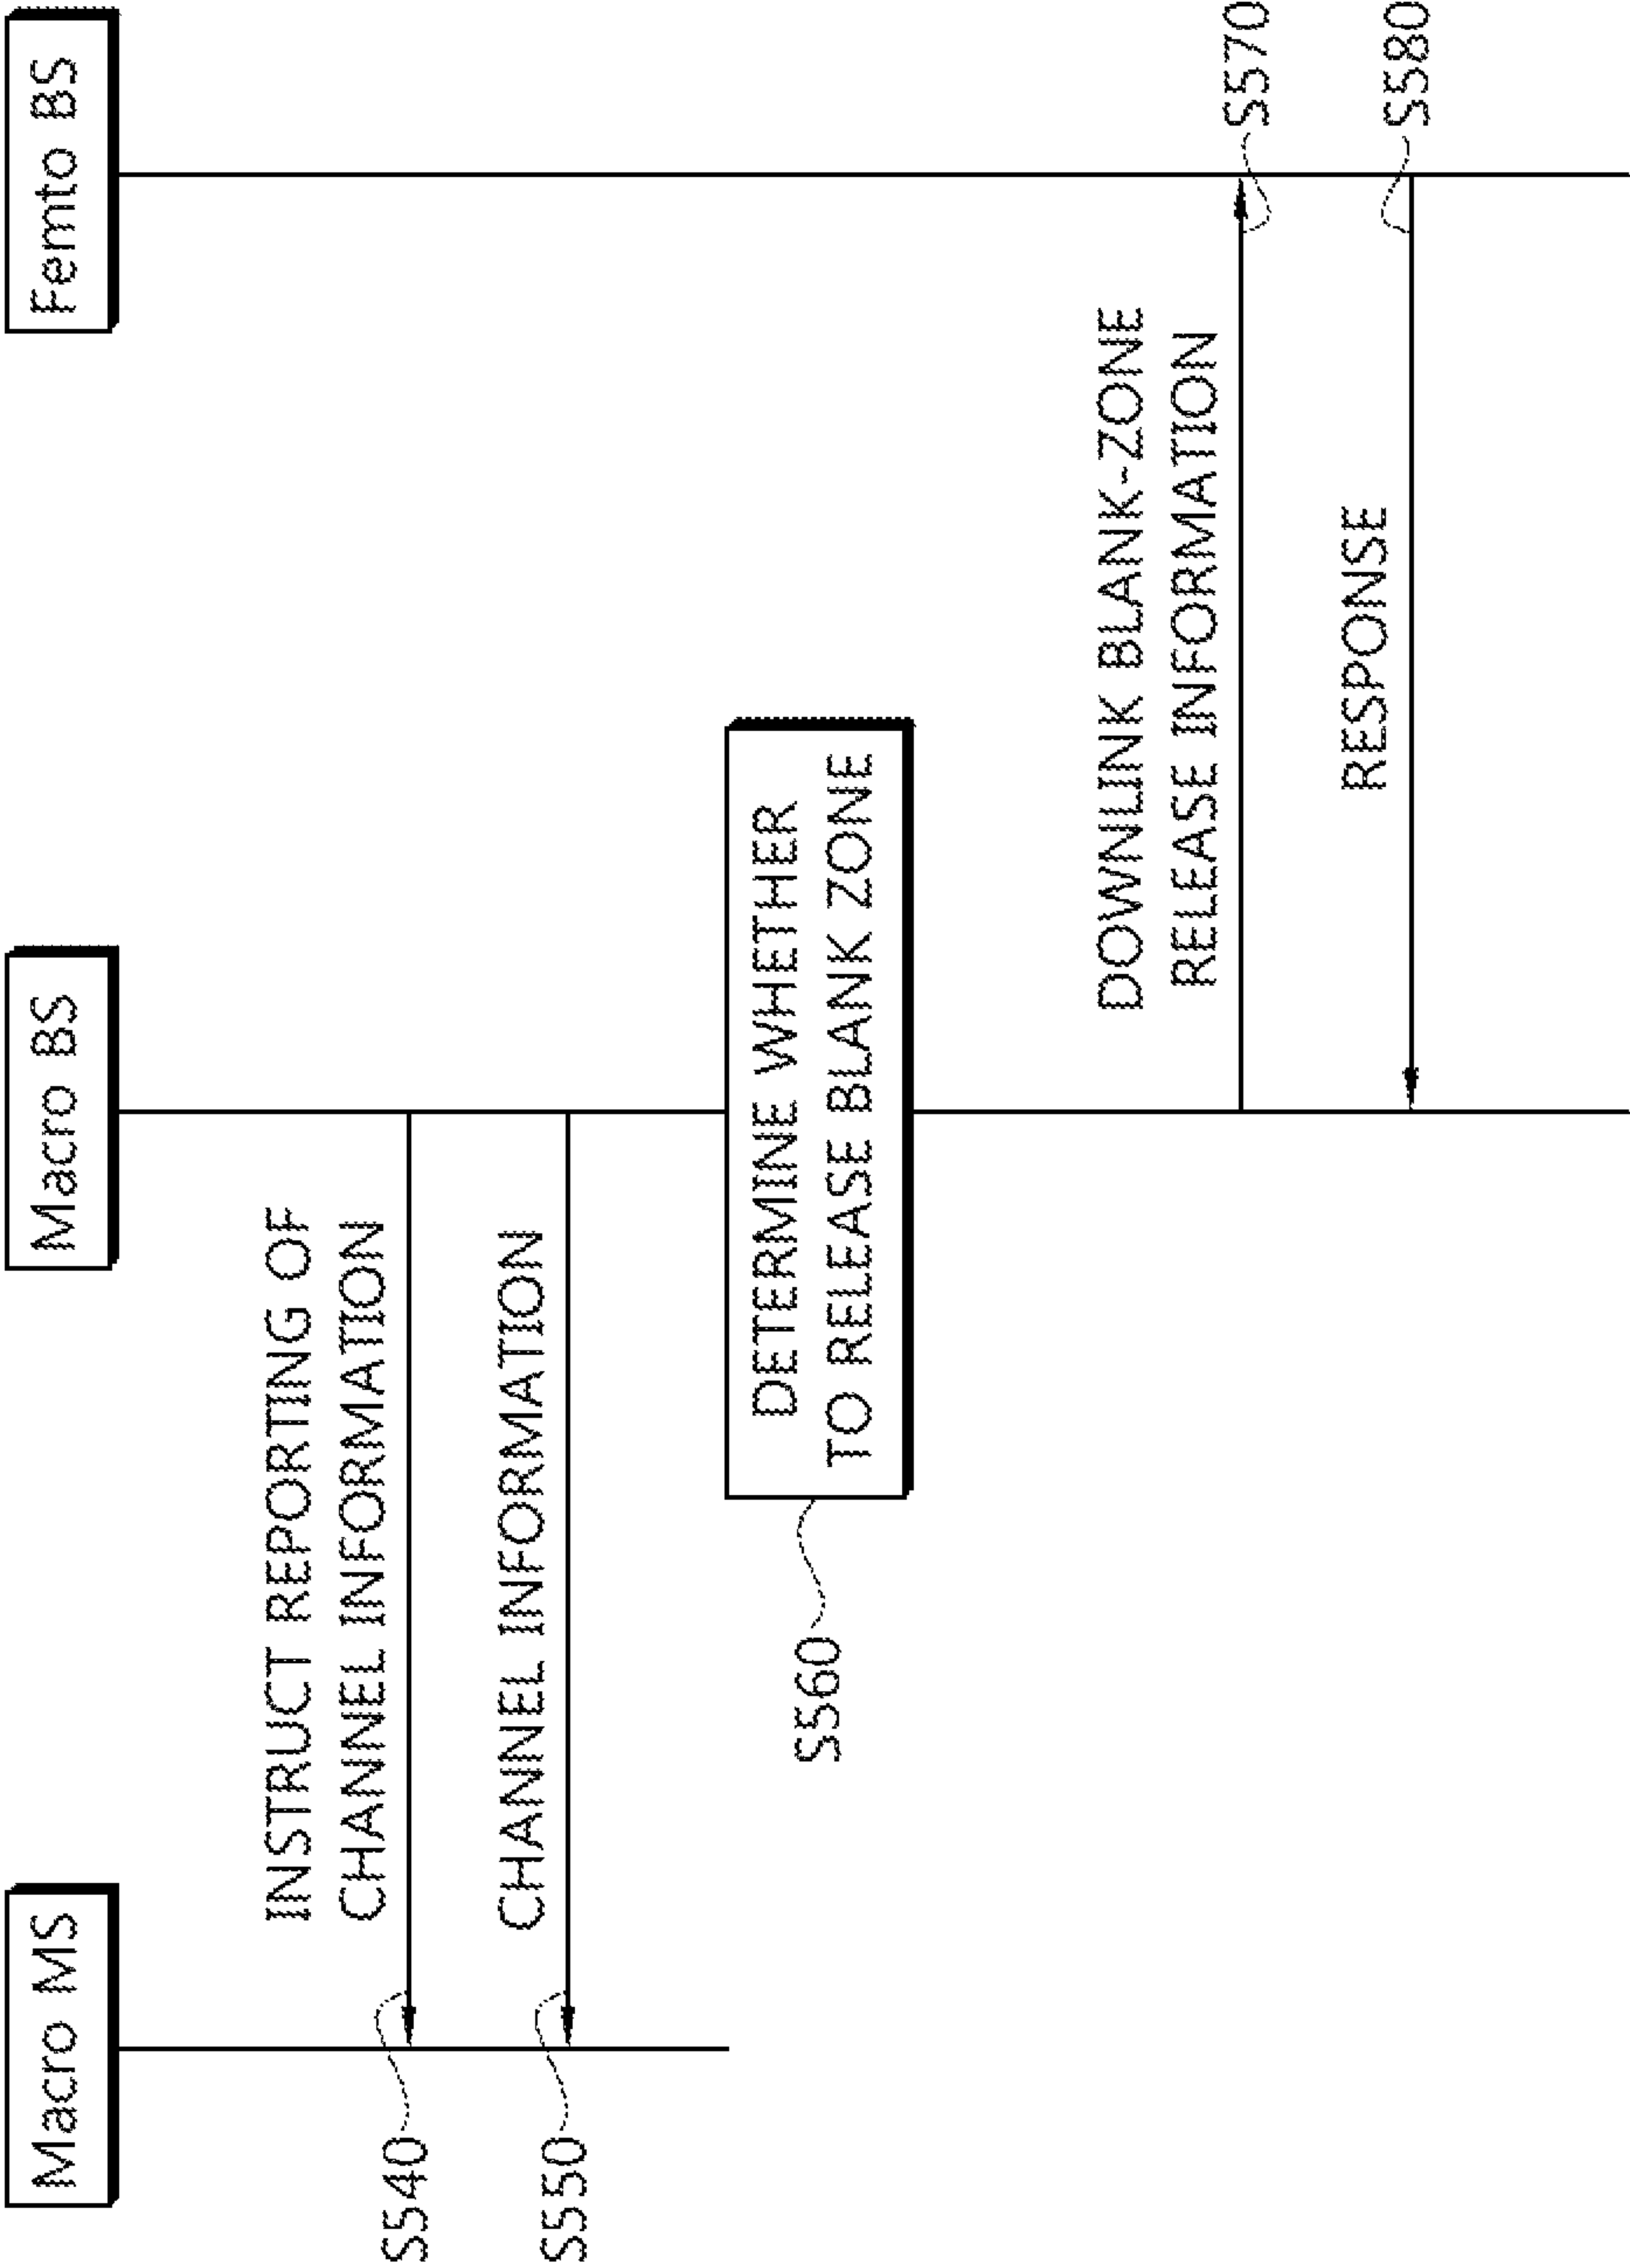 Macro MS
Macro BS
Femto BS
INSTRUCT REPORTING OF
CHANNEL INFORMATION
S540
CHANNEL INFORMATION
S550
DETERMINE WHETHER
TO RELEASE BLANK ZONE
S560
DOWNLINK BLANK-ZONE
RELEASE INFORMATION
S570
RESPONSE
S580